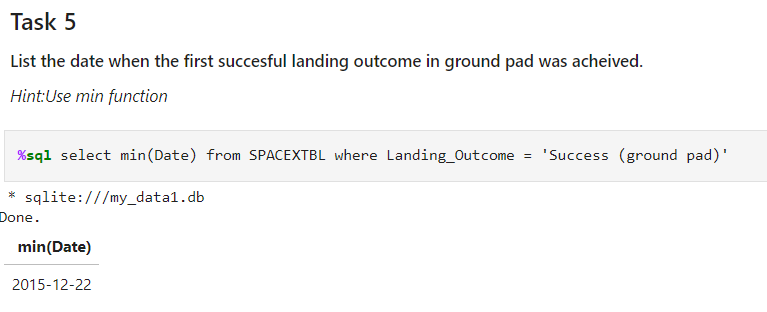 Task 5
List the date when the first succesful landing outcome in ground pad was acheived.
Hint:Use min function
%sql select min(Date) from SPACEXTBL where Landing_Outcome = 'Success (ground pad)'
* sqlite:///my_data1.db
Done.
min(Date)
2015-12-22